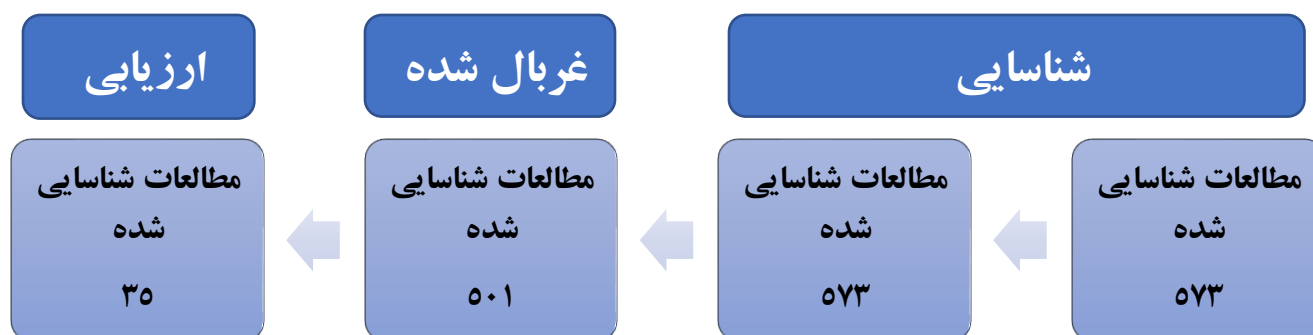 شناسایی
غربال شده
ارزیابی
مطالعات شناسایی
شده
۵۷۳
مطالعات شناسایی
شده
۵۷۳
مطالعات شناسایی
شده
۵۰۱
مطالعات شناسایی
شده
۳۵